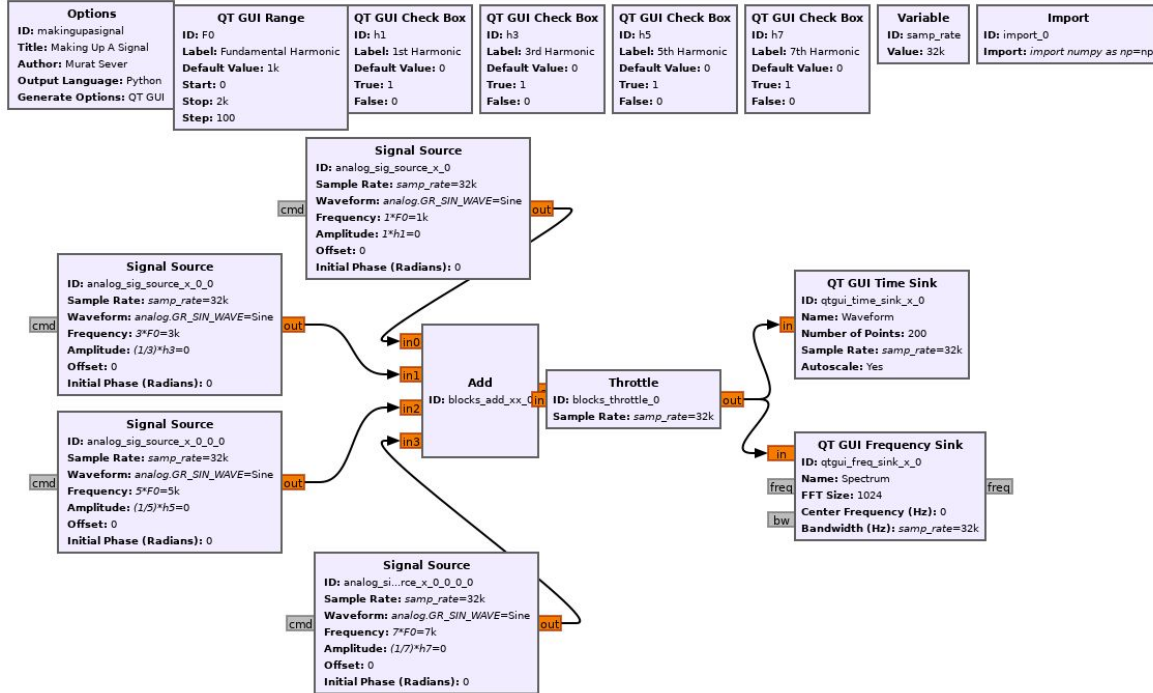 Options
ID: makingupasignal
Title: Making Up A Signal
Author: Murat Sever
Output Language: Python
Generate Options: QT GUI
QT GUI Range
ID: F0
Label: Fundamental Harmonic
Default Value: 1k
Start: 0
Stop: 2k
Step: 100
QT GUI Check Box
ID: h1
Label: 1st Harmonic
Default Value: 0
True: 1
False: 0
QT GUI Check Box
ID: h3
Label: 3rd Harmonic
Default Value: 0
True: 1
False: 0
QT GUI Check Box
ID: h5
Label: 5th Harmonic
Default Value: 0
True: 1
False: 0
QT GUI Check Box
ID: h7
Label: 7th Harmonic
Default Value: 0
True: 1
False: 0
Variable
ID: samp_rate
Value: 32k
Import
ID: import_0
Import: import numpy as np=np
Signal Source
ID: analog_sig_source_x_0
Sample Rate: samp_rate=32k
Waveform: analog.GR_SIN_WAVE=Sine
Frequency: 1*F0=1k
Amplitude: 1*h1=0
Offset: 0
Initial Phase (Radians): 0
cmd
out
Signal Source
ID: analog_sig_source_x_0_0
Sample Rate: samp_rate=32k
Waveform: analog.GR_SIN_WAVE=Sine
Frequency: 3*F0=3k
Amplitude: (1/3)*h3=0
Offset: 0
Initial Phase (Radians): 0
cmd
out
Signal Source
ID: analog_sig_source_x_0_0_0
Sample Rate: samp_rate=32k
Waveform: analog.GR_SIN_WAVE=Sine
Frequency: 5*F0=5k
Amplitude: (1/5)*h5=0
Offset: 0
Initial Phase (Radians): 0
cmd
out
Signal Source
ID: analog_si...rce_x_0_0_0_0
Sample Rate: samp_rate=32k
Waveform: analog.GR_SIN_WAVE=Sine
Frequency: 7*F0=7k
Amplitude: (1/7)*h7=0
Offset: 0
Initial Phase (Radians): 0
cmd
out
in0
in1
in2
in3
Add
ID: blocks_add_xx_0
in
Throttle
ID: blocks_throttle_0
Sample Rate: samp_rate=32k
out
in
QT GUI Time Sink
ID: qtgui_time_sink_x_0
Name: Waveform
Number of Points: 200
Sample Rate: samp_rate=32k
Autoscale: Yes
in
freq
bw
QT GUI Frequency Sink
ID: qtgui_freq_sink_x_0
Name: Spectrum
FFT Size: 1024
Center Frequency (Hz): 0
Bandwidth (Hz): samp_rate=32k
freq